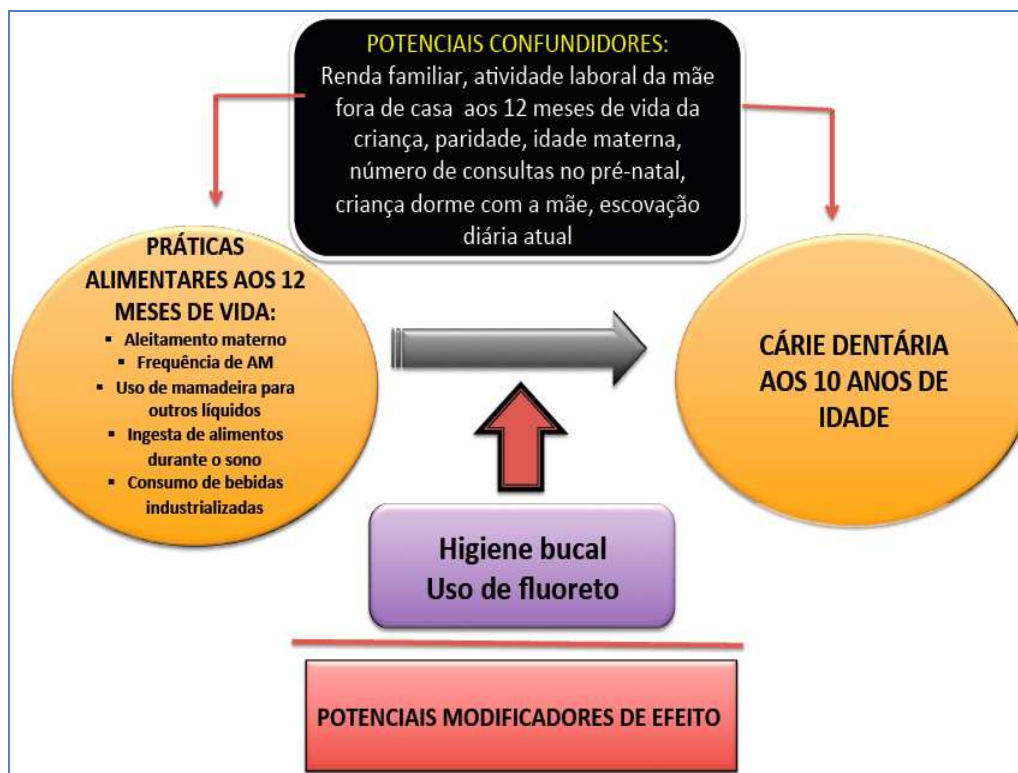 POTENCIAIS CONFUNDIDORES:
Renda familiar, atividade laboral da mãe
fora de casa aos 12 meses de vida da
criança, paridade, idade materna,
número de consultas no pré-natal,
criança dorme com a mãe, escovação
diária atual
PRÁTICAS
ALIMENTARES AOS 12
MESES DE VIDA:
▪ Aleitamento materno
▪ Frequência de AM
▪ Uso de mamadeira para
outros líquidos
▪ Ingesta de alimentos
durante o sono
▪ Consumo de bebidas
industrializadas
CÁRIE DENTÁRIA
AOS 10 ANOS DE
IDADE
Higiene bucal
Uso de fluoreto
POTENCIAIS MODIFICADORES DE EFEITO